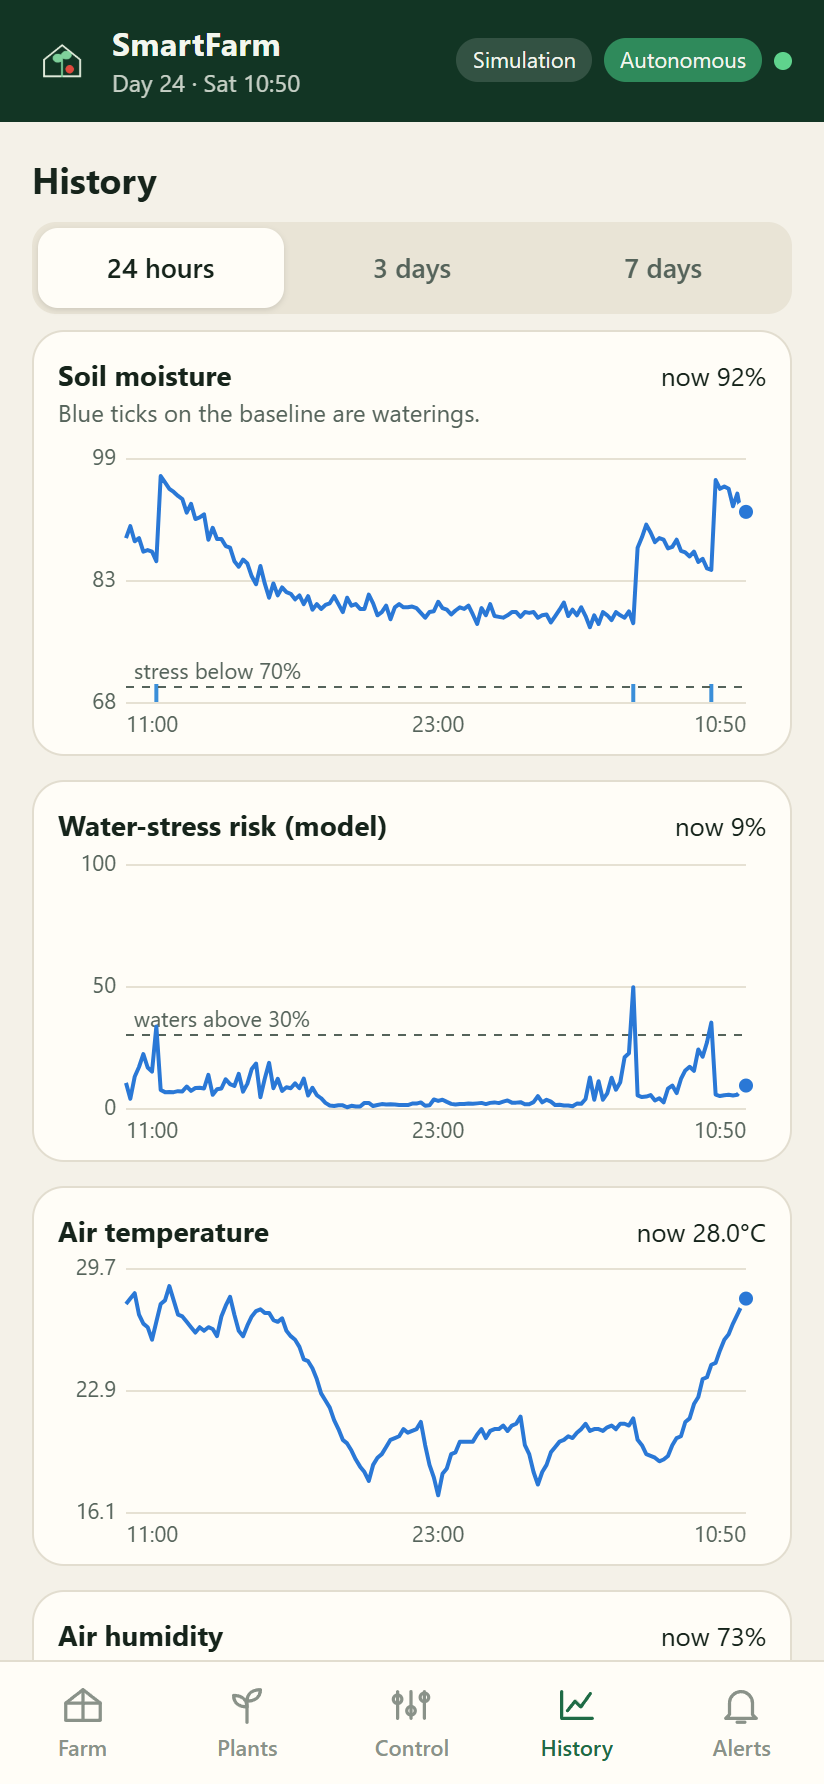 SmartFarm
Day 24 · Sat 10:50
Simulation
Autonomous
History
24 hours
3 days
7 days
Soil moisture
now 92%
Blue ticks on the baseline are waterings.
99
83
stress below 70%
68
11:00
23:00
10:50
Water-stress risk (model)
now 9%
100
50
waters above 30%
0
11:00
23:00
10:50
Air temperature
now 28.0°C
29.7
22.9
16.1
11:00
23:00
10:50
Air humidity
now 73%
Farm
Plants
Control
History
Alerts